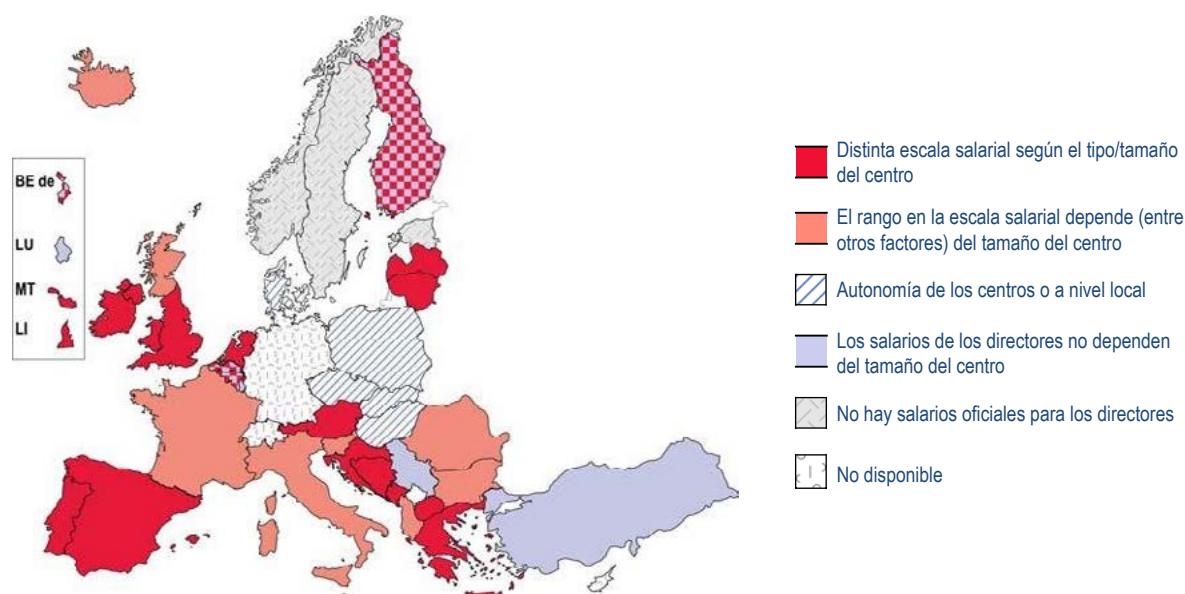 BE de
LU
MT
LI
Distinta escala salarial según el tipo/tamaño
del centro
El rango en la escala salarial depende (entre
otros factores) del tamaño del centro
Autonomía de los centros o a nivel local
Los salarios de los directores no dependen
del tamaño del centro
No hay salarios oficiales para los directores
No disponible